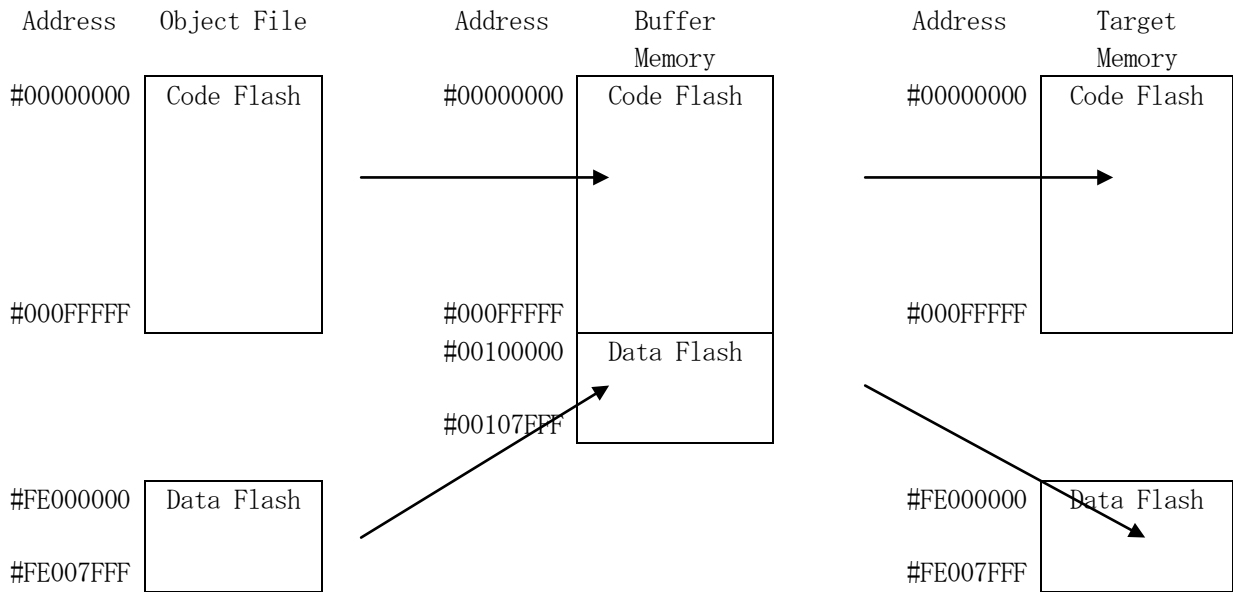 Address Object File Address Buffer Memory Address Target Memory
#00000000 Code Flash #00000000 Code Flash #00000000 Code Flash
#000FFFFF #000FFFFF #000FFFFF
#00100000 Data Flash
#00107FFF
#FE000000 Data Flash #FE000000 Data Flash
#FE007FFF #FE007FFF